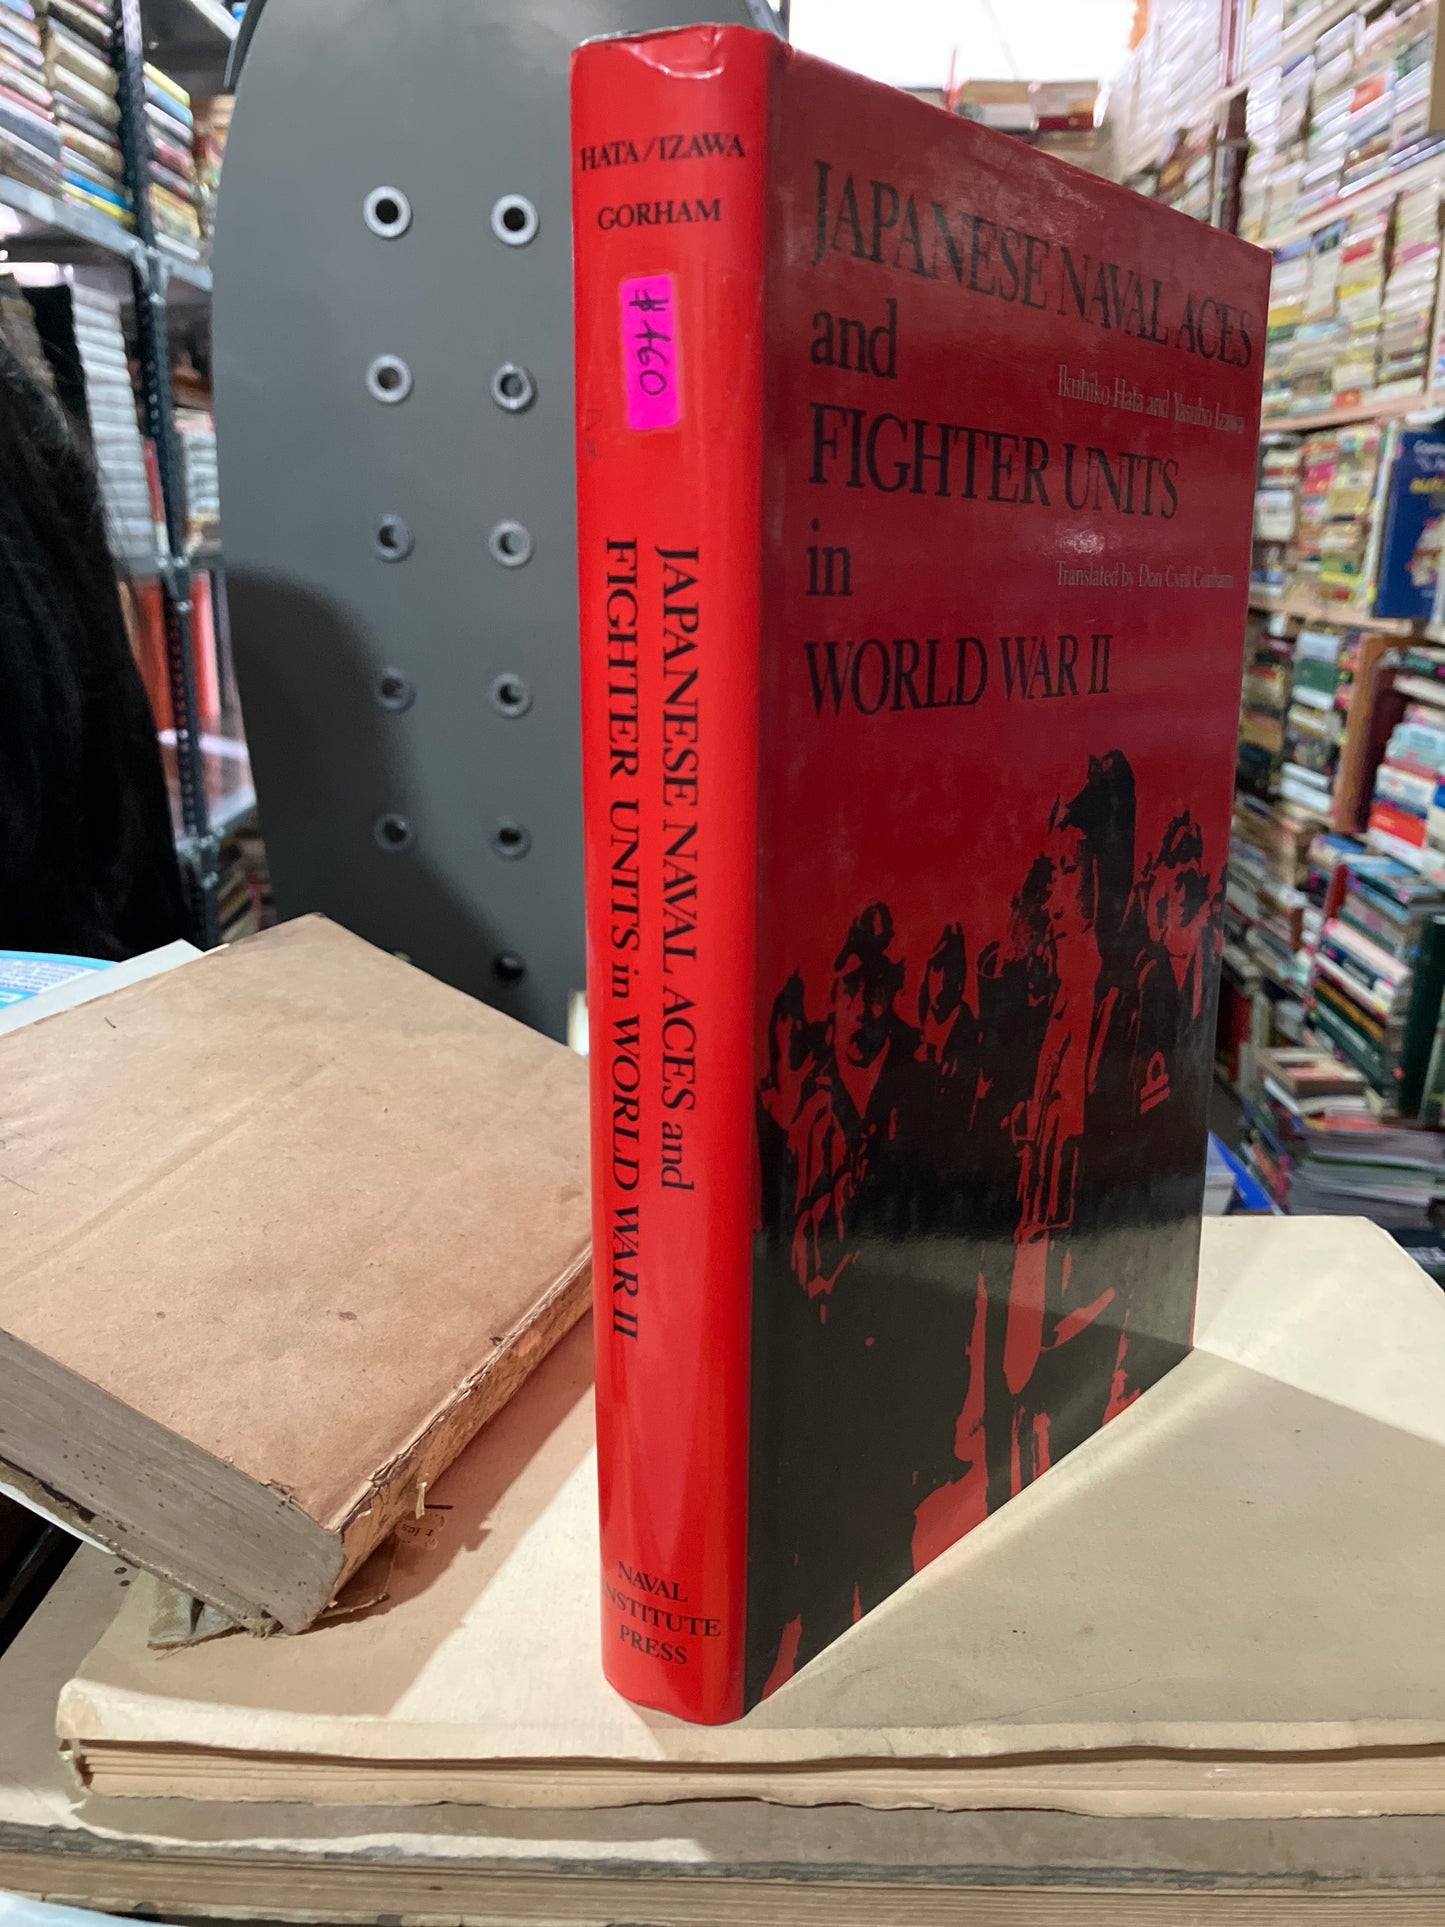 HATA/IZAWA
GORHAM
$460
JAPANESE NAVAL ACES and
FIGHTER UNITS in WORLD WAR II
NAVAL
INSTITUTE
PRESS
JAPANESE NAVAL ACES
and
Ikuhiko Hata and Yasuho Izawa
FIGHTER UNITS
in
Translated by Don Cyril Gorham
WORLD WAR II